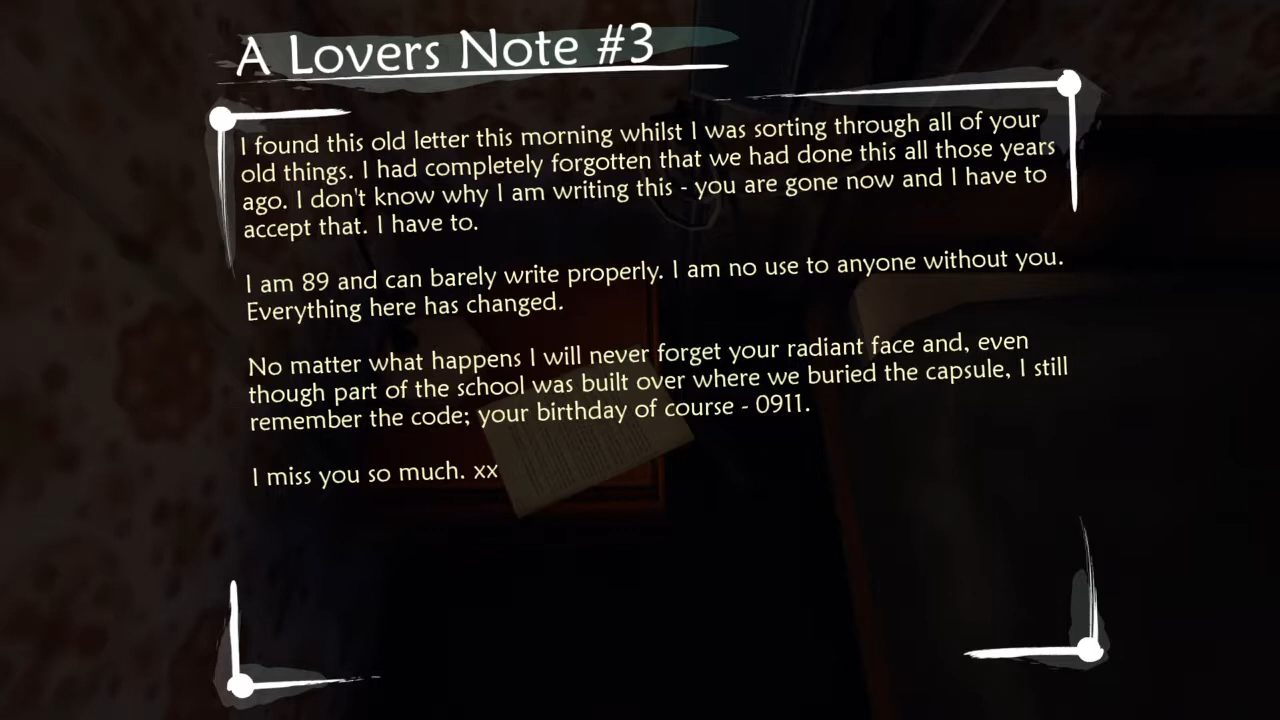 A Lovers Note #3
I found this old letter this morning whilst I was sorting through all of your
old things. I had completely forgotten that we had done this all those years
ago. I don't know why I am writing this - you are gone now and I have to
accept that. I have to.
I am 89 and can barely write properly. I am no use to anyone without you.
Everything here has changed.
No matter what happens I will never forget your radiant face and, even
though part of the school was built over where we buried the capsule, I still
remember the code; your birthday of course - 0911.
I miss you so much. xx